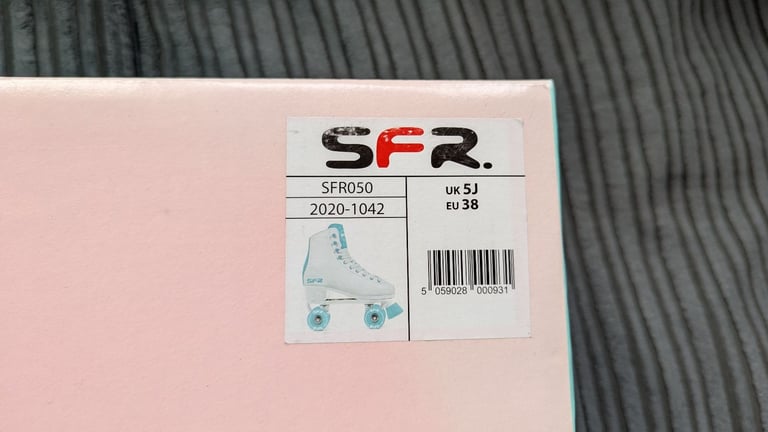 SFR.
SFR050
2020-1042
UK 5J
EU 38
SFR
5 059028 000931